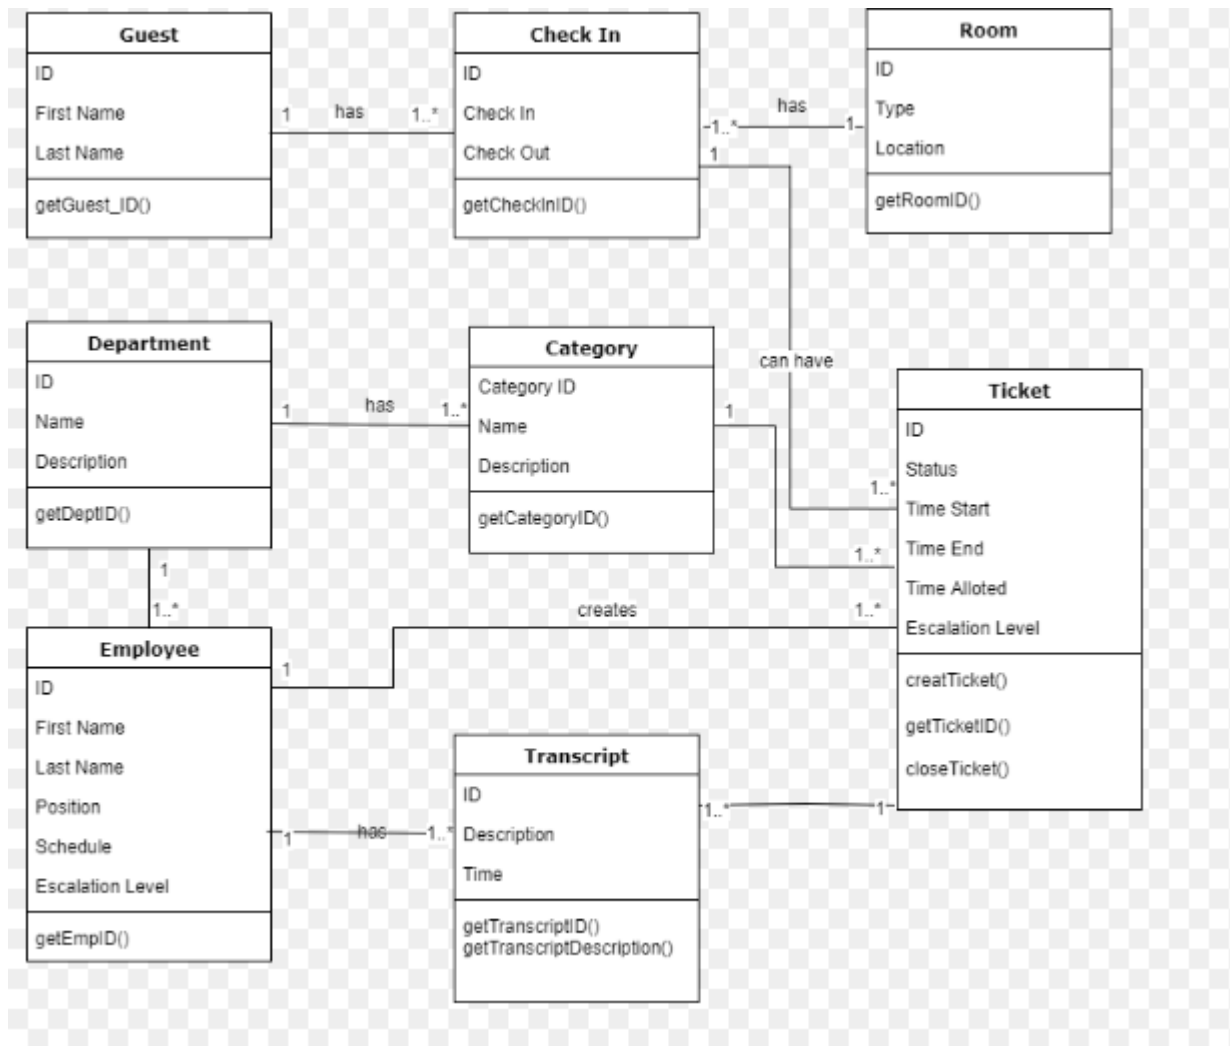 Guest
ID
First Name
Last Name
getGuest_ID()
1
has
1..*
Check In
ID
Check In
Check Out
getCheckInID()
1..*
has
1
1
Room
ID
Type
Location
getRoomID()
Department
ID
Name
Description
getDeptID()
1
has
1..*
Category
Category ID
Name
Description
getCategoryID()
1
can have
1..*
1..*
Ticket
ID
Status
Time Start
Time End
Time Alloted
Escalation Level
creatTicket()
getTicketID()
closeTicket()
1
1..*
creates
1..*
1
Employee
ID
First Name
Last Name
Position
Schedule
Escalation Level
getEmpID()
1
has
1..*
Transcript
ID
Description
Time
getTranscriptID()
getTranscriptDescription()
1..*
1